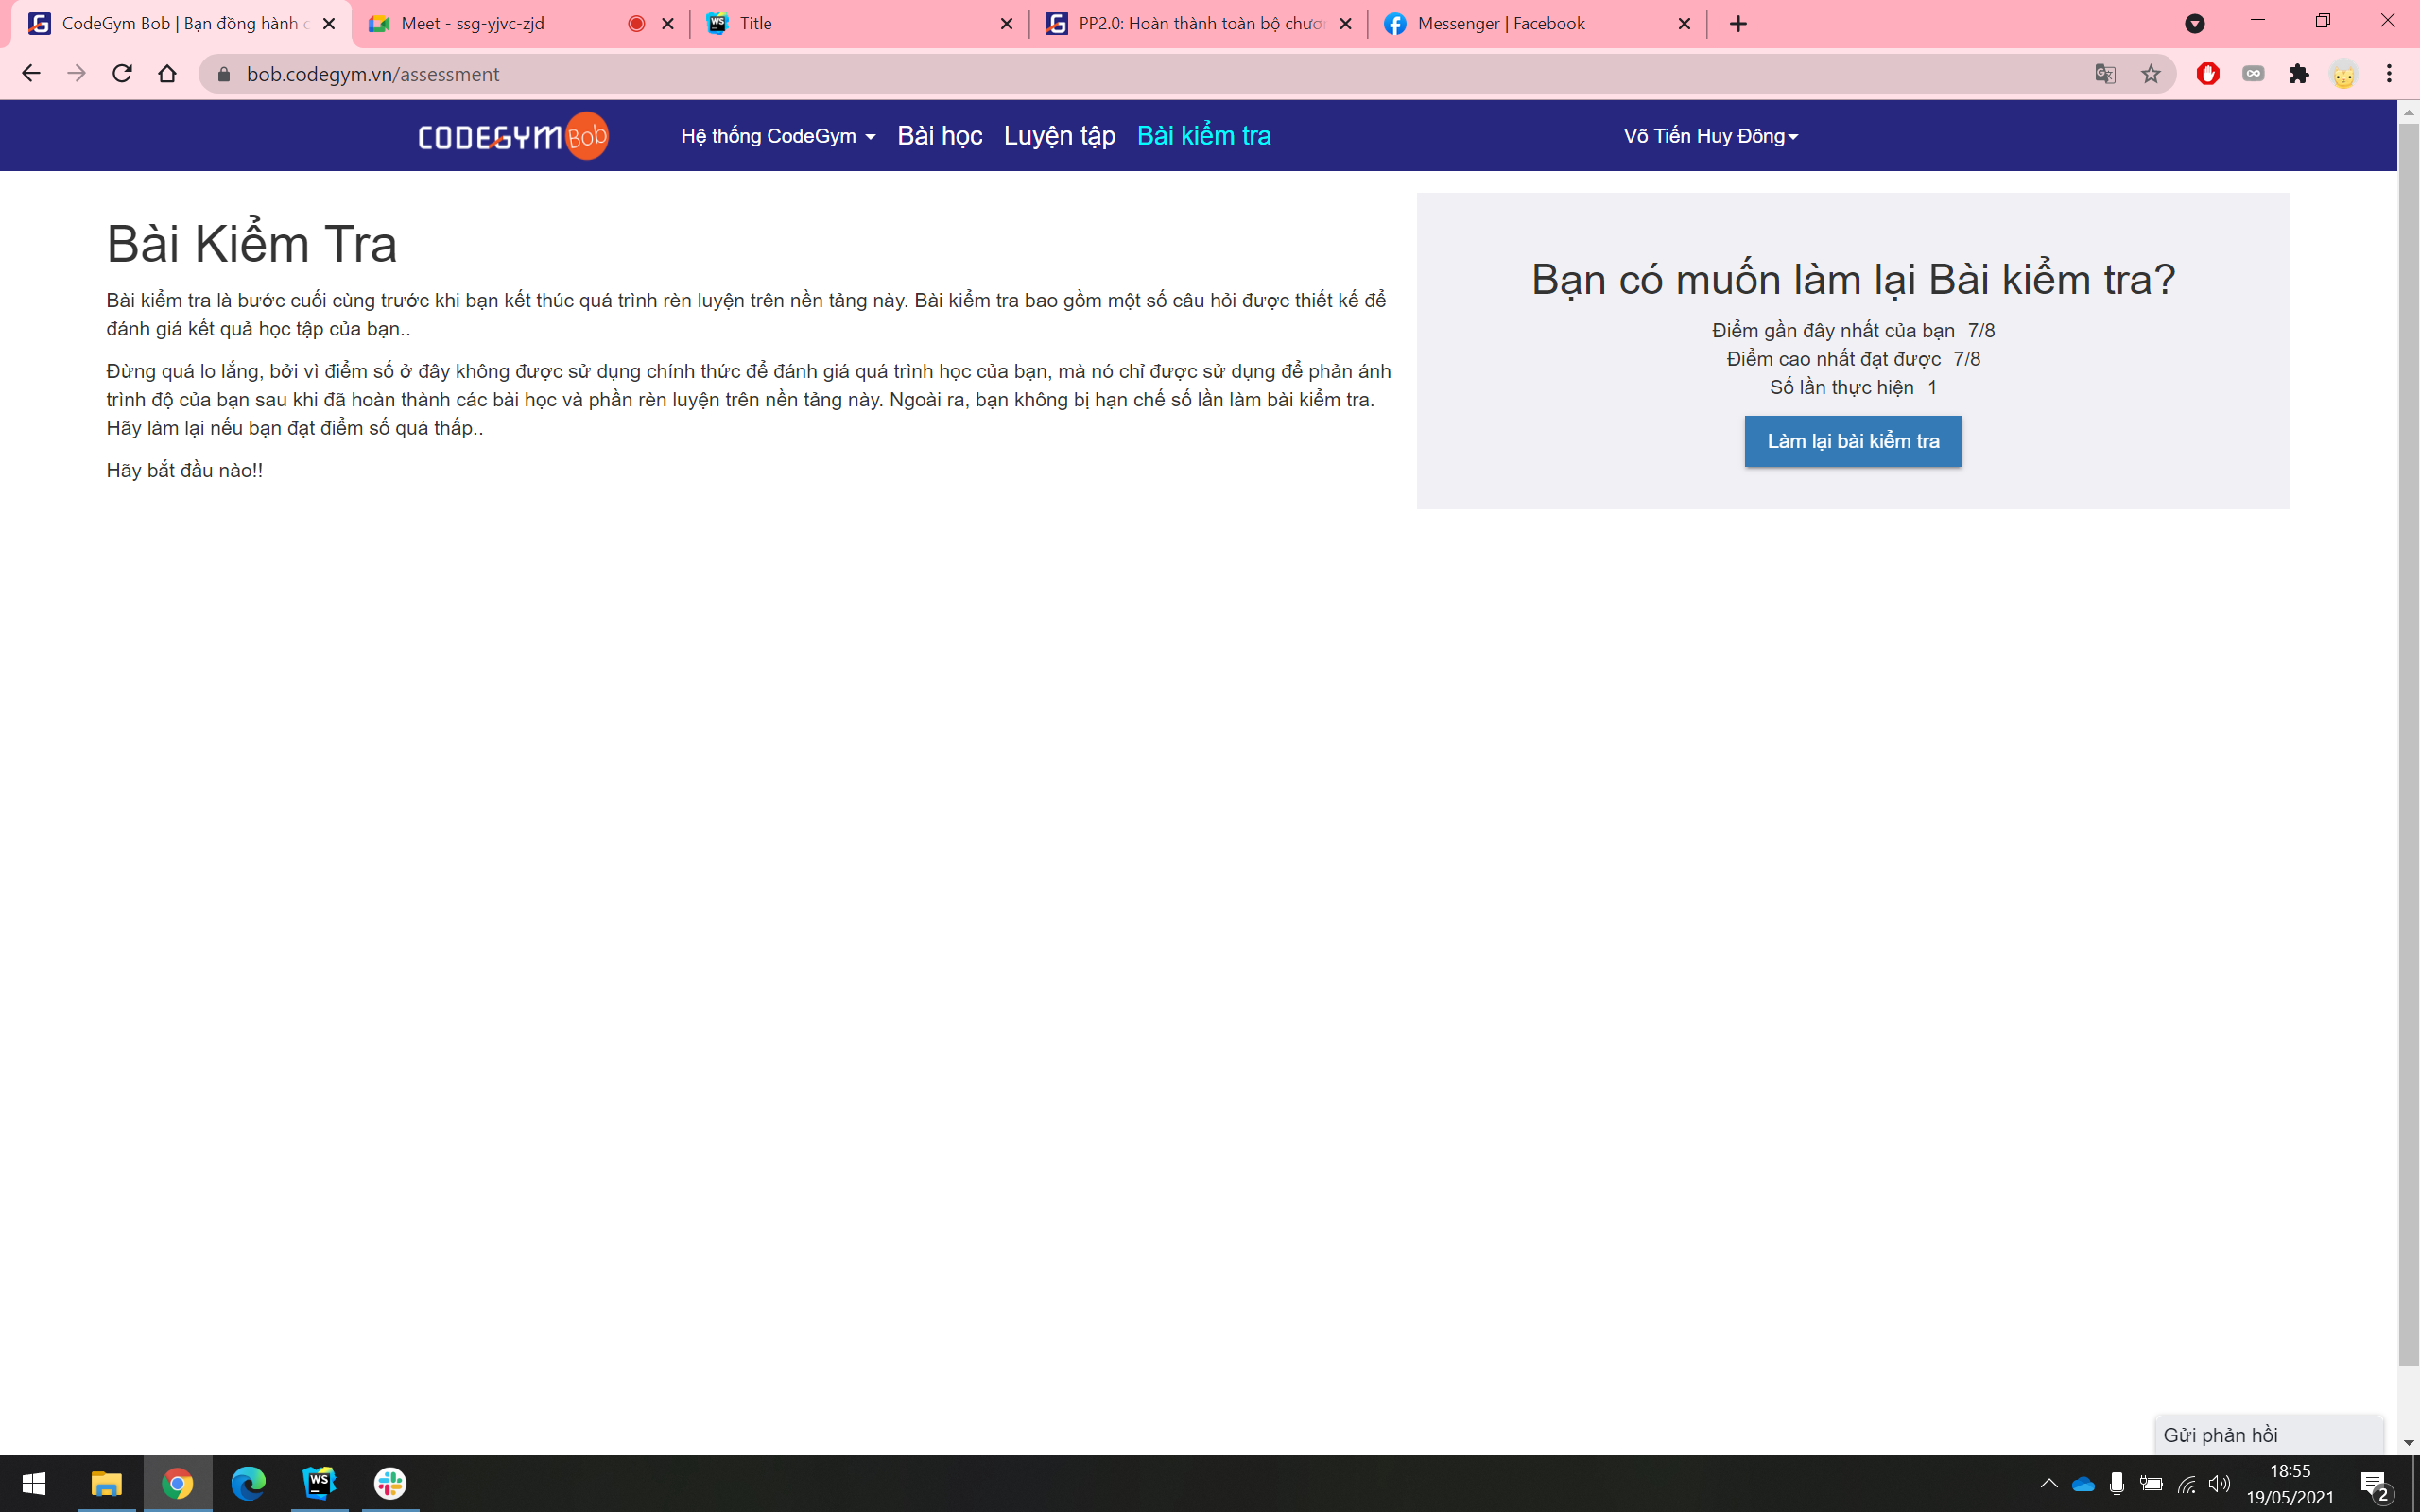 CodeGym Bob | Bạn đồng hành c
Meet - ssg-yjvc-zjd
Title
PP2.0: Hoàn thành toàn bộ chươn
Messenger | Facebook
bob.codegym.vn/assessment
CODEGYM Bob
Hệ thống CodeGym
Bài học
Luyện tập
Bài kiểm tra
Võ Tiến Huy Đông
Bài Kiểm Tra
Bài kiểm tra là bước cuối cùng trước khi bạn kết thúc quá trình rèn luyện trên nền tảng này. Bài kiểm tra bao gồm một số câu hỏi được thiết kế để
đánh giá kết quả học tập của bạn..
Đừng quá lo lắng, bởi vì điểm số ở đây không được sử dụng chính thức để đánh giá quá trình học của bạn, mà nó chỉ được sử dụng để phản ánh
trình độ của bạn sau khi đã hoàn thành các bài học và phần rèn luyện trên nền tảng này. Ngoài ra, bạn không bị hạn chế số lần làm bài kiểm tra.
Hãy làm lại nếu bạn đạt điểm số quá thấp..
Hãy bắt đầu nào!!
Bạn có muốn làm lại Bài kiểm tra?
Điểm gần đây nhất của bạn 7/8
Điểm cao nhất đạt được 7/8
Số lần thực hiện 1
Làm lại bài kiểm tra
Gửi phản hồi
WS
18:55
19/05/2021
2